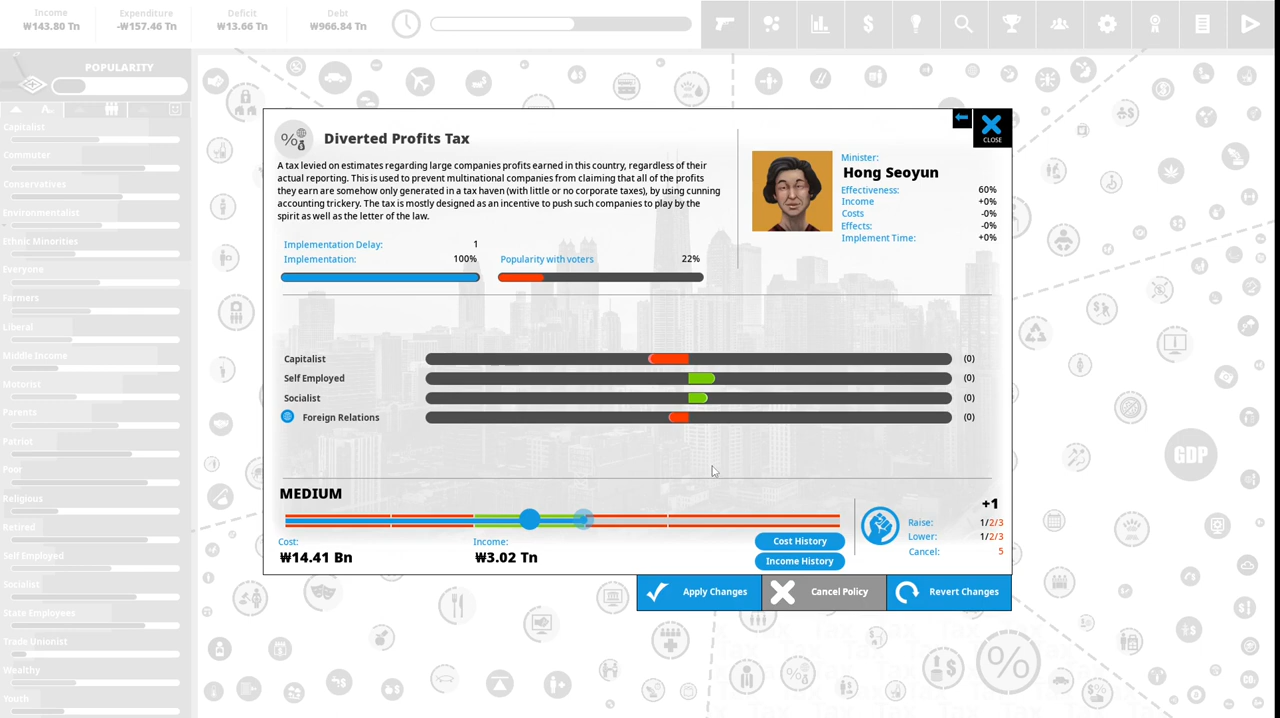 Income
Expenditure
Deficit
Debt
₩143.80 Tn
-₩157.46 Tn
₩13.66 Tn
₩966.84 Tn
POPULARITY
Capitalist
Commuter
Conservatives
Environmentalist
Ethnic Minorities
Everyone
Farmers
Liberal
Middle Income
Motorist
Parents
Patriot
Poor
Religious
Retired
Self Employed
Socialist
State Employees
Trade Unionist
Wealthy
Youth
Diverted Profits Tax
A tax levied on estimates regarding large companies profits earned in this country, regardless of their
actual reporting. This is used to prevent multinational companies from claiming that all of the profits
they earn are somehow only generated in a tax haven (with little or no corporate taxes), by using cunning
accounting trickery. The tax is mostly designed as an incentive to push such companies to play by the
spirit as well as the letter of the law.
Implementation Delay: 1
Implementation: 100%
Popularity with voters 22%
CLOSE
Minister:
Hong Seoyun
Effectiveness: 60%
Income +0%
Costs -0%
Effects: -0%
Implement Time: +0%
Capitalist (0)
Self Employed (0)
Socialist (0)
Foreign Relations (0)
MEDIUM
Cost:
₩14.41 Bn
Income:
₩3.02 Tn
Cost History
Income History
+1
Raise: 1/2/3
Lower: 1/2/3
Cancel: 5
Apply Changes
Cancel Policy
Revert Changes
GDP
Tax